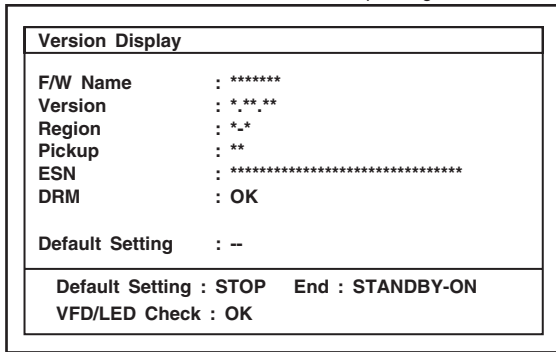 Version Display
F/W Name : *******
Version : *.**.**
Region : *-*
Pickup : **
ESN : ********************************
DRM : OK
Default Setting : --
Default Setting : STOP End : STANDBY-ON
VFD/LED Check : OK